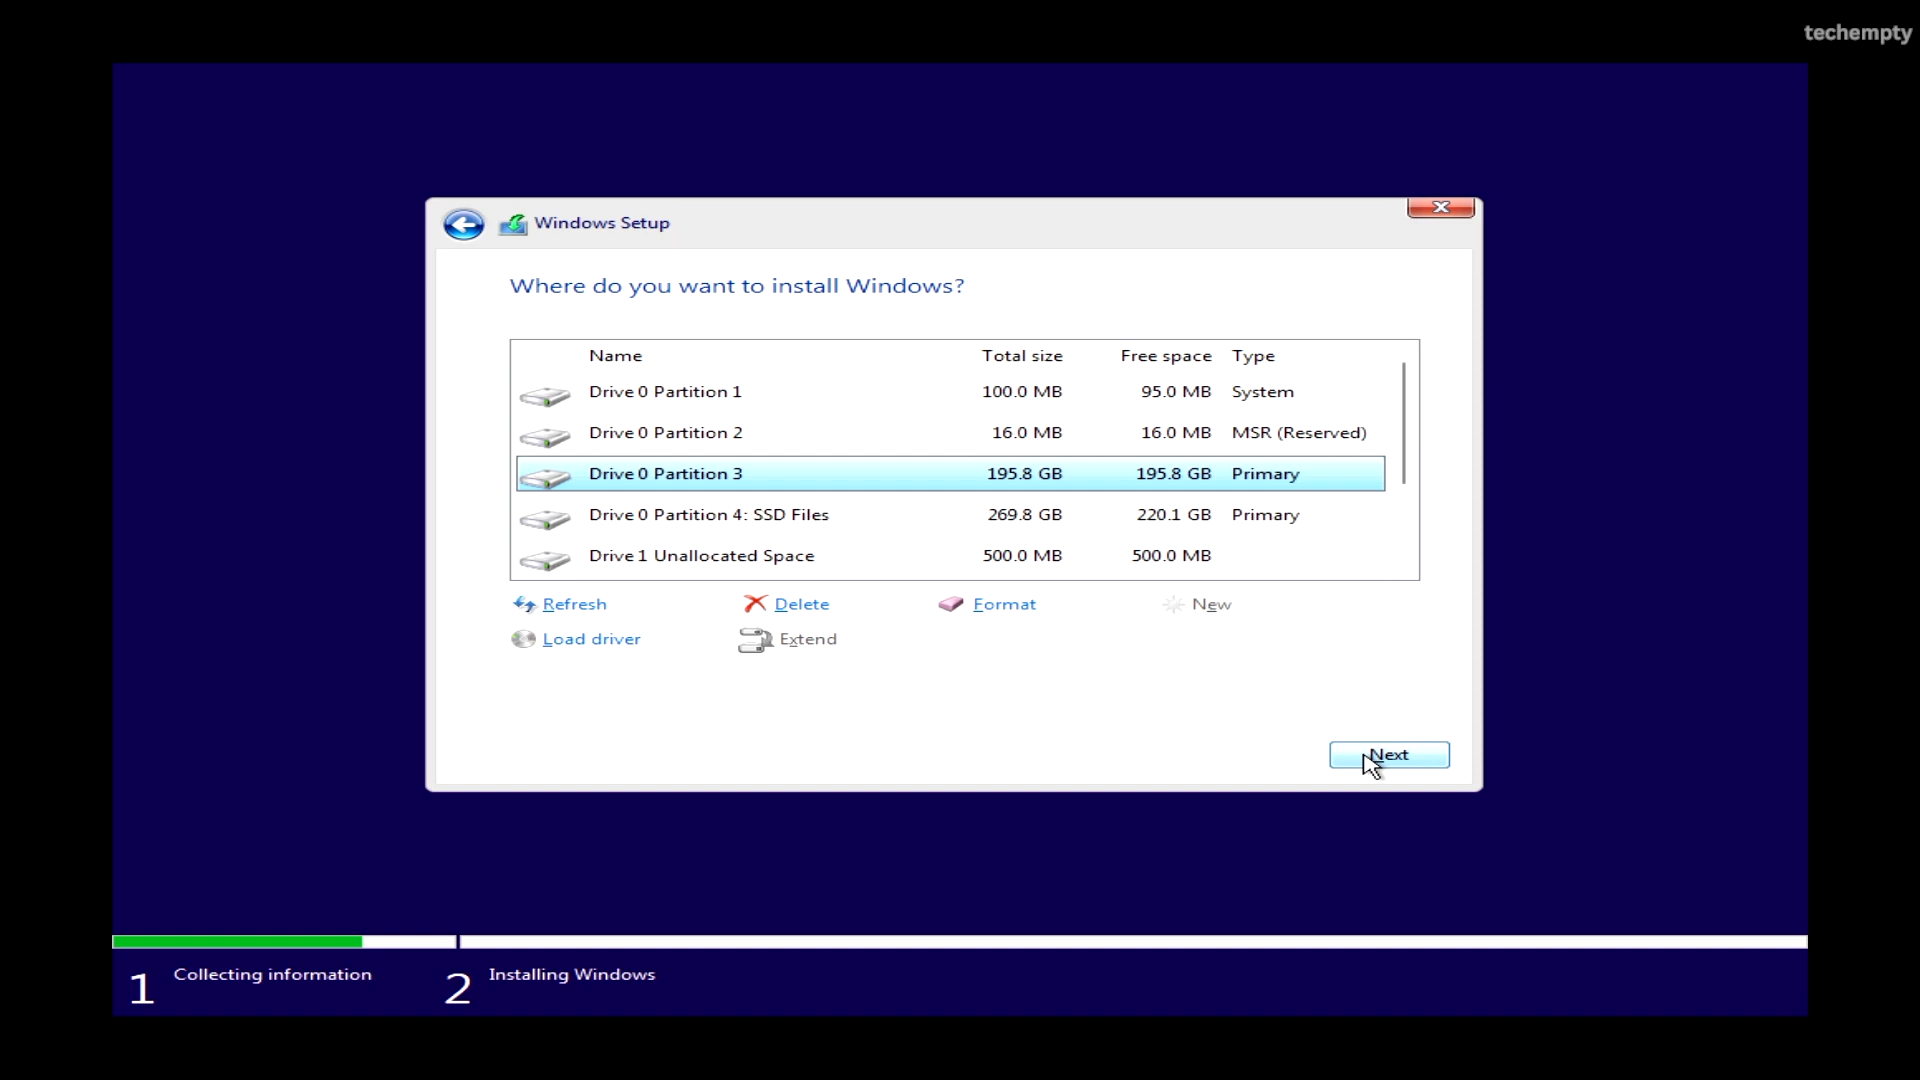 techempty
Windows Setup
Where do you want to install Windows?
Name Total size Free space Type
Drive 0 Partition 1 100.0 MB 95.0 MB System
Drive 0 Partition 2 16.0 MB 16.0 MB MSR (Reserved)
Drive 0 Partition 3 195.8 GB 195.8 GB Primary
Drive 0 Partition 4: SSD Files 269.8 GB 220.1 GB Primary
Drive 1 Unallocated Space 500.0 MB 500.0 MB
Refresh Delete Format New
Load driver Extend
Next
1 Collecting information 2 Installing Windows